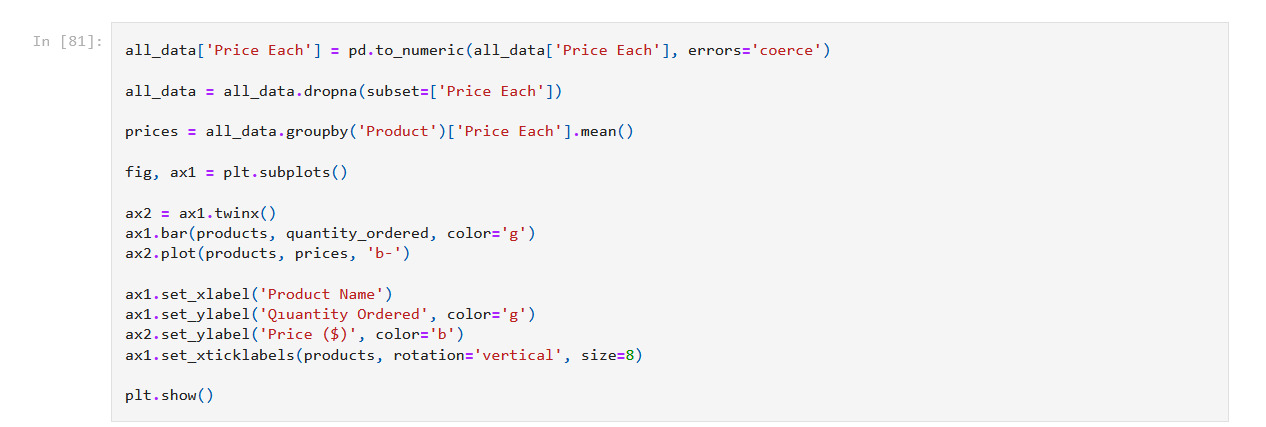 In [81]:
all_data['Price Each'] = pd.to_numeric(all_data['Price Each'], errors='coerce')
all_data = all_data.dropna(subset=['Price Each'])
prices = all_data.groupby('Product')['Price Each'].mean()
fig, ax1 = plt.subplots()
ax2 = ax1.twinx()
ax1.bar(products, quantity_ordered, color='g')
ax2.plot(products, prices, 'b-')
ax1.set_xlabel('Product Name')
ax1.set_ylabel('Qıuantity Ordered', color='g')
ax2.set_ylabel('Price ($)', color='b')
ax1.set_xticklabels(products, rotation='vertical', size=8)
plt.show()